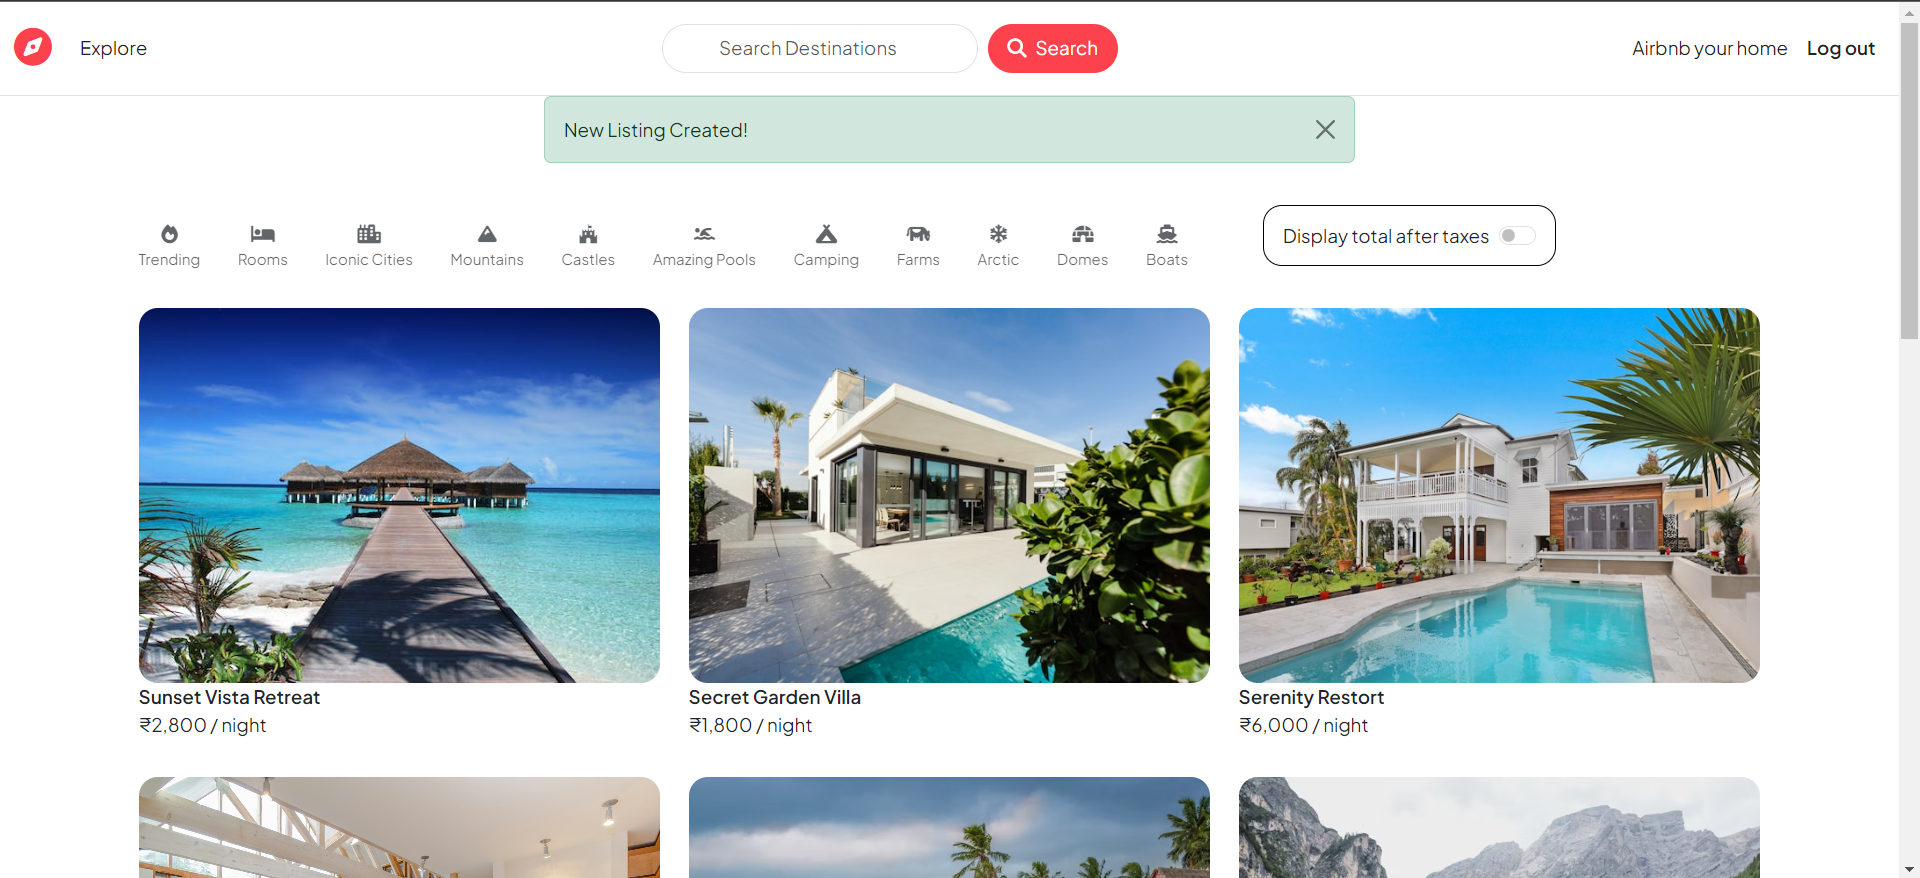 Explore
Search Destinations
Search
Airbnb your home
Log out
New Listing Created!
Trending
Rooms
Iconic Cities
Mountains
Castles
Amazing Pools
Camping
Farms
Arctic
Domes
Boats
Display total after taxes
Sunset Vista Retreat
₹2,800 / night
Secret Garden Villa
₹1,800 / night
Serenity Restort
₹6,000 / night